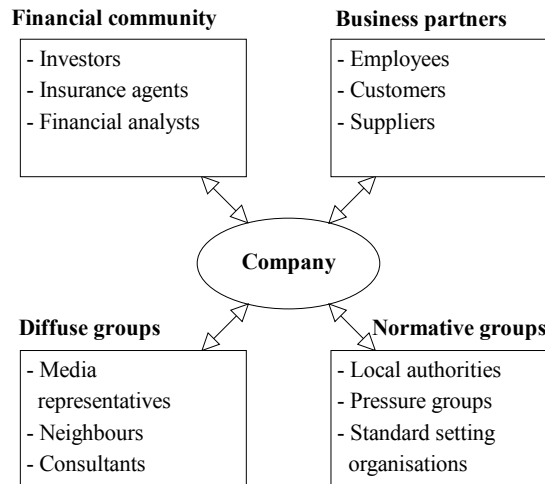 Financial community
- Investors
- Insurance agents
- Financial analysts
Business partners
- Employees
- Customers
- Suppliers
Company
Diffuse groups
- Media
representatives
- Neighbours
- Consultants
Normative groups
- Local authorities
- Pressure groups
- Standard setting
organisations